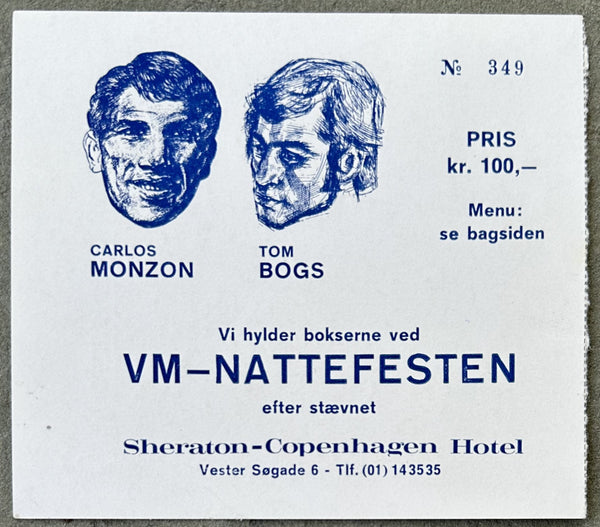 № 349
PRIS
kr. 100,—
Menu:
se bagsiden
CARLOS
MONZON
TOM
BOGS
Vi hylder bokserne ved
VM–NATTEFESTEN
efter stævnet
Sheraton-Copenhagen Hotel
Vester Søgade 6 - Tlf. (01) 143535